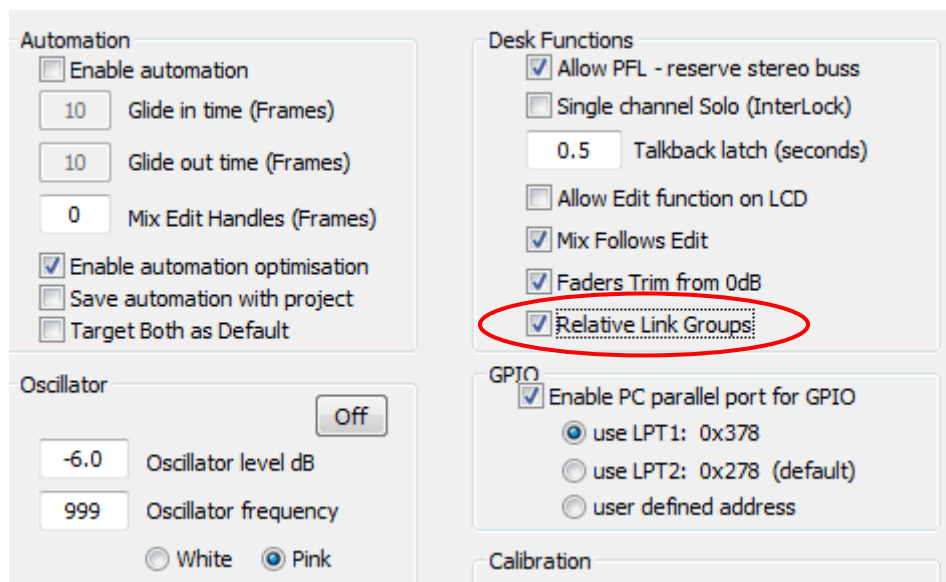 Automation
Enable automation
10 Glide in time (Frames)
10 Glide out time (Frames)
0 Mix Edit Handles (Frames)
Enable automation optimisation
Save automation with project
Target Both as Default
Desk Functions
Allow PFL - reserve stereo buss
Single channel Solo (InterLock)
0.5 Talkback latch (seconds)
Allow Edit function on LCD
Mix Follows Edit
Faders Trim from 0dB
Relative Link Groups
Oscillator
Off
-6.0 Oscillator level dB
999 Oscillator frequency
White Pink
GPIO
Enable PC parallel port for GPIO
use LPT1: 0x378
use LPT2: 0x278 (default)
user defined address
Calibration